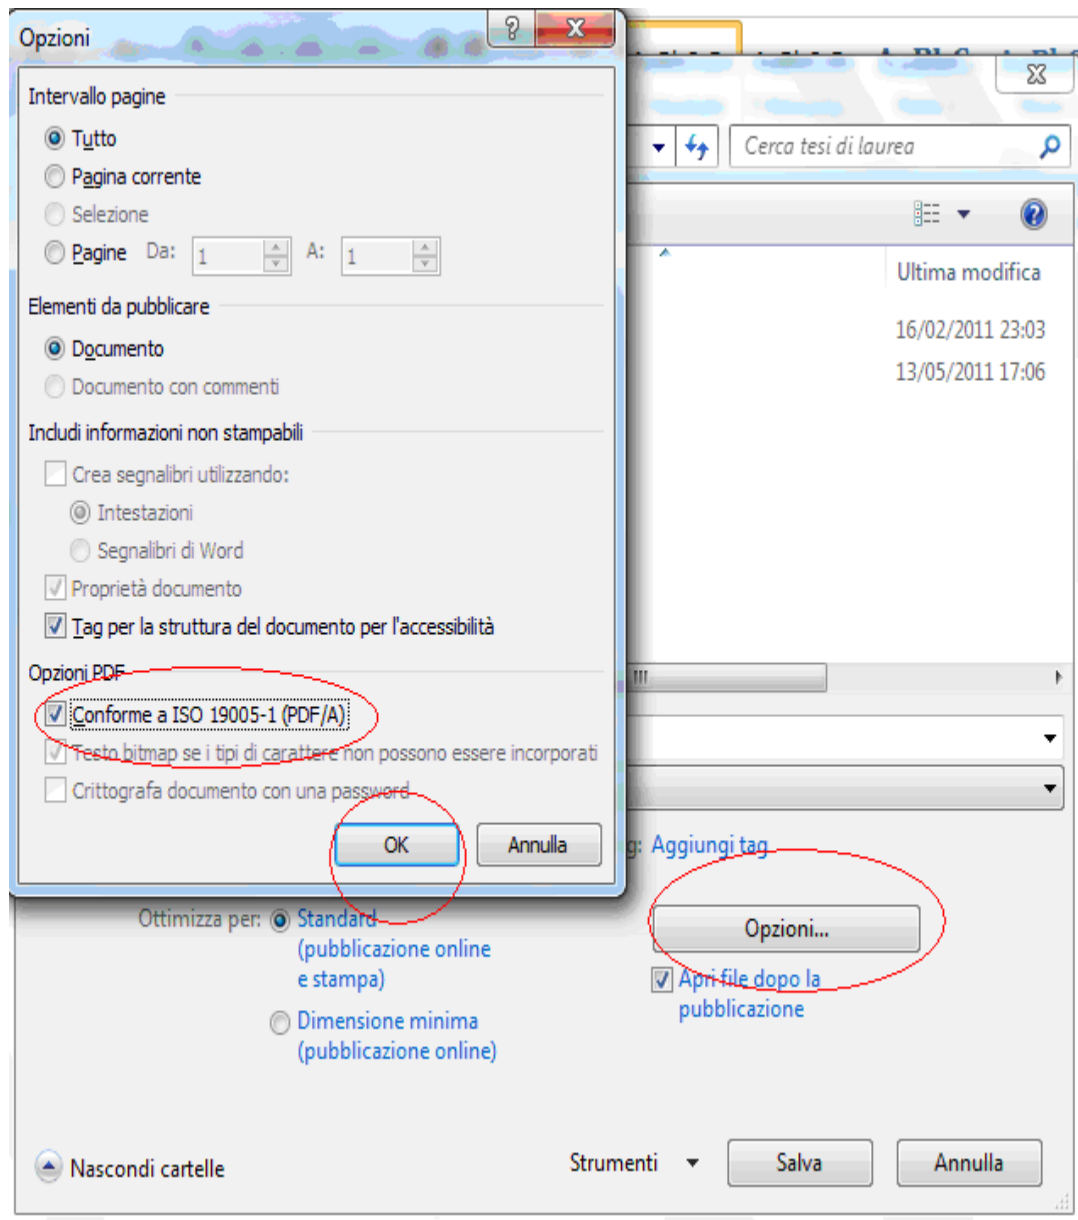 Opzioni
Intervallo pagine
Tutto
Pagina corrente
Selezione
Pagine Da: 1 A: 1
Elementi da pubblicare
Documento
Documento con commenti
Includi informazioni non stampabili
Crea segnalibri utilizzando:
Intestazioni
Segnalibri di Word
Proprietà documento
Tag per la struttura del documento per l'accessibilità
Opzioni PDF
Conforme a ISO 19005-1 (PDF/A)
Testo bitmap se i tipi di carattere non possono essere incorporati
Crittografa documento con una password
OK Annulla
Cerca tesi di laurea
Ultima modifica
16/02/2011 23:03
13/05/2011 17:06
Aggiungi tag
Ottimizza per: Standard
(pubblicazione online
e stampa)
Dimensione minima
(pubblicazione online)
Opzioni...
Apri file dopo la
pubblicazione
Nascondi cartelle
Strumenti Salva Annulla